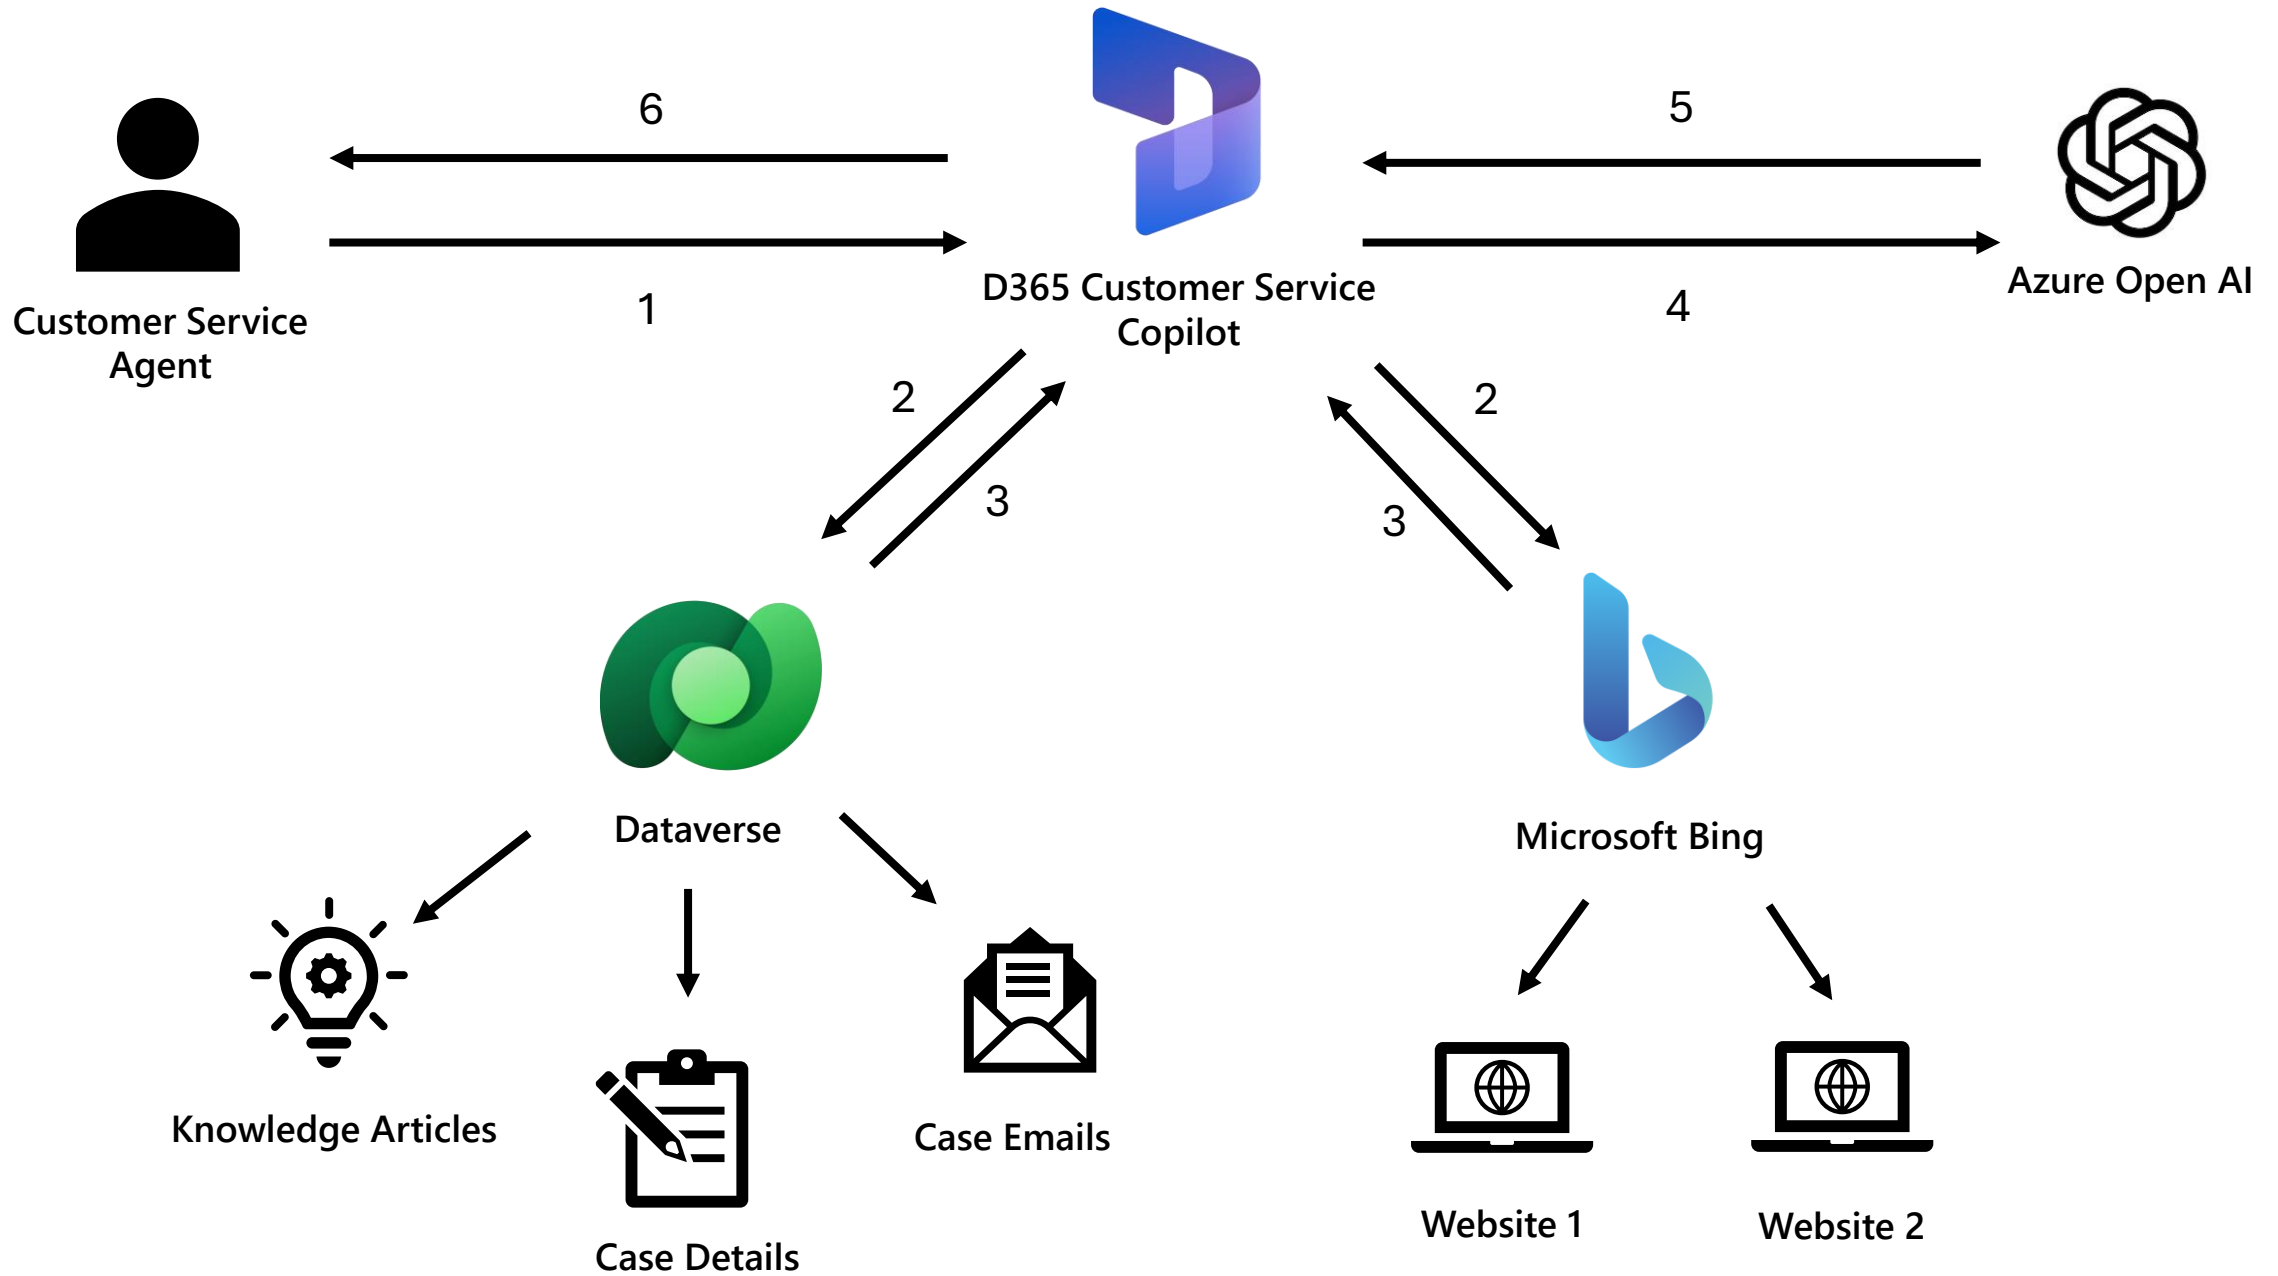 6
5
Customer Service
Agent
1
D365 Customer Service
Copilot
4
Azure Open AI
2
3
2
3
Dataverse
Microsoft Bing
Knowledge Articles
Case Details
Case Emails
Website 1
Website 2